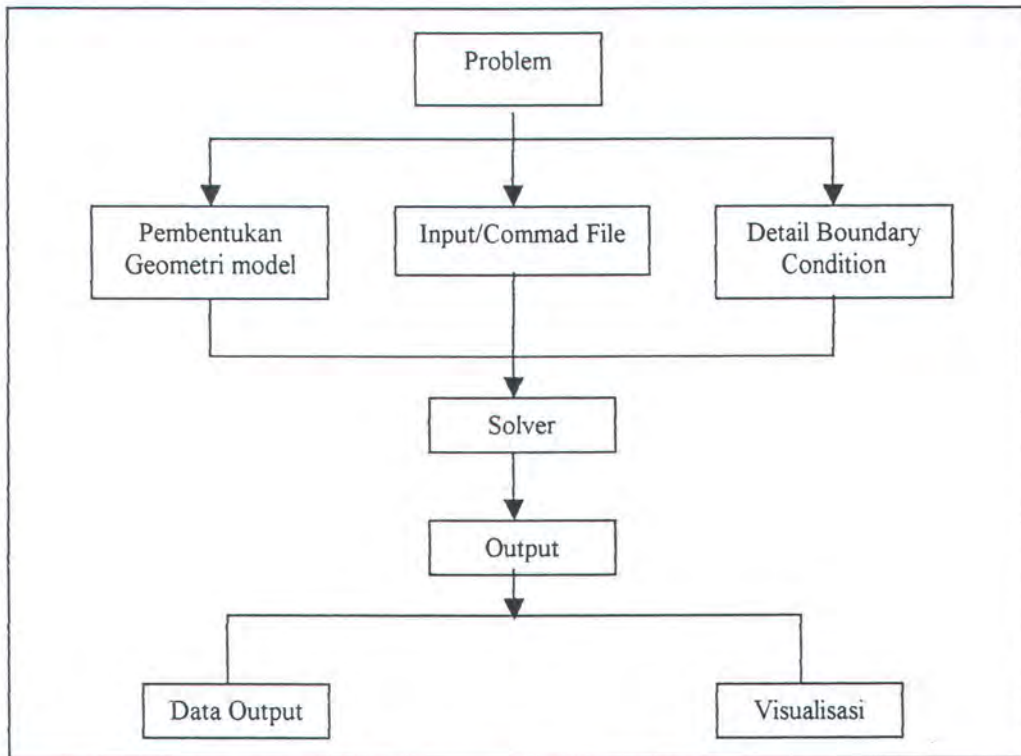 Problem
Pembentukan
Geometri model
Input/Commad File
Detail Boundary
Condition
Solver
Output
Data Output
Visualisasi